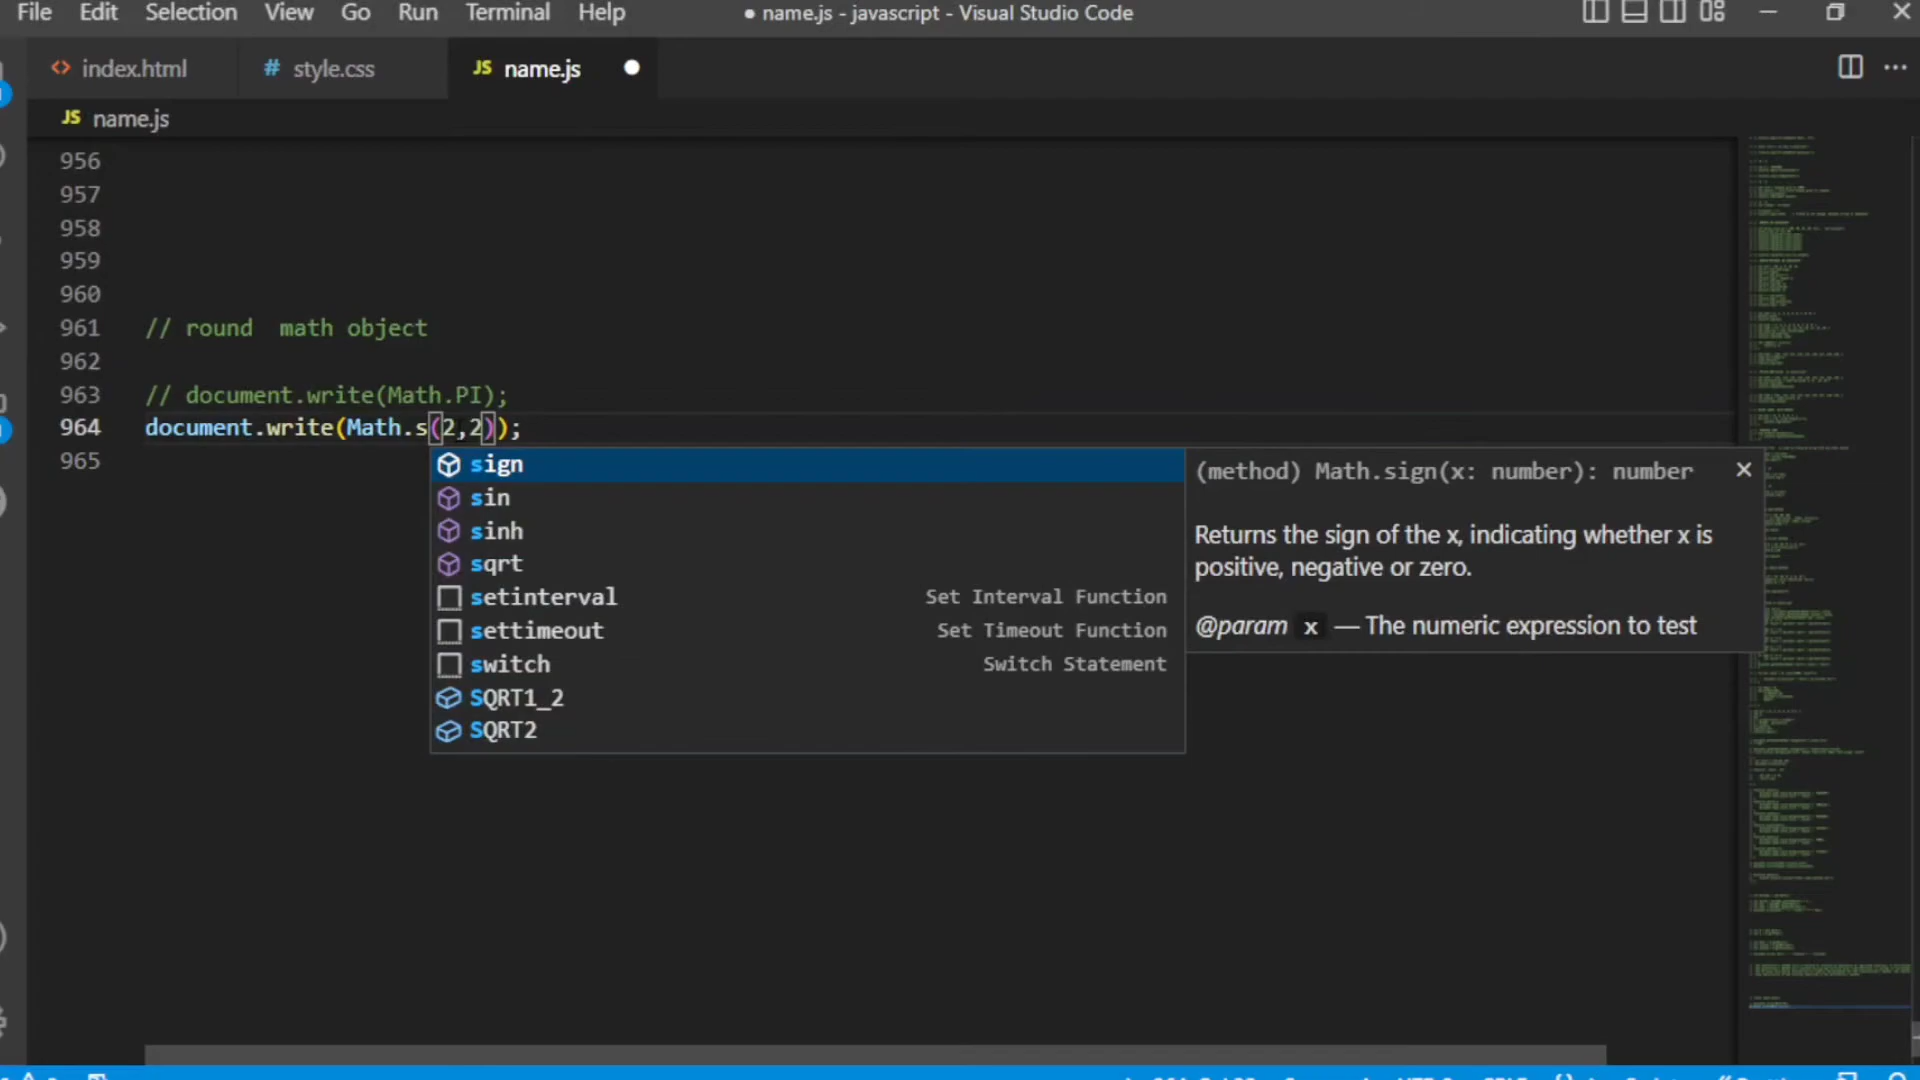 File Edit Selection View Go Run Terminal Help ● name.js - javascript - Visual Studio Code
<> index.html # style.css JS name.js ●
JS name.js
956
957
958
959
960
961 // round  math object
962
963 // document.write(Math.PI);
964 document.write(Math.s(2,2));
965
sign
sin
sinh
sqrt
setinterval Set Interval Function
settimeout Set Timeout Function
switch Switch Statement
SQRT1_2
SQRT2
(method) Math.sign(x: number): number
Returns the sign of the x, indicating whether x is
positive, negative or zero.
@param x — The numeric expression to test